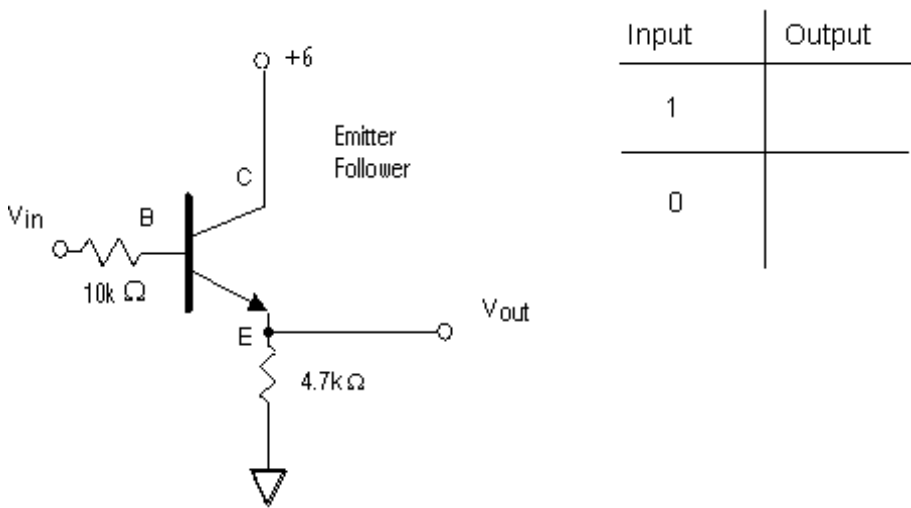 Input Output
+6
1
Emitter
Follower
C
Vin
B
0
10k Ω
Vout
E
4.7k Ω